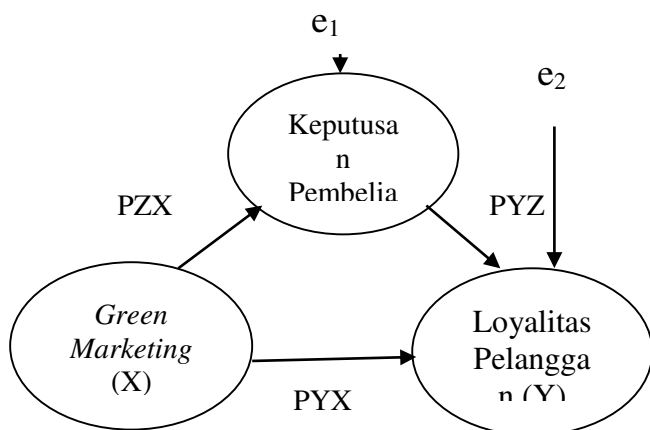 e1
e2
Keputusa
n
Pembelia
PZX
PYZ
Green
Marketing
(X)
Loyalitas
Pelangga
n (Y)
PYX